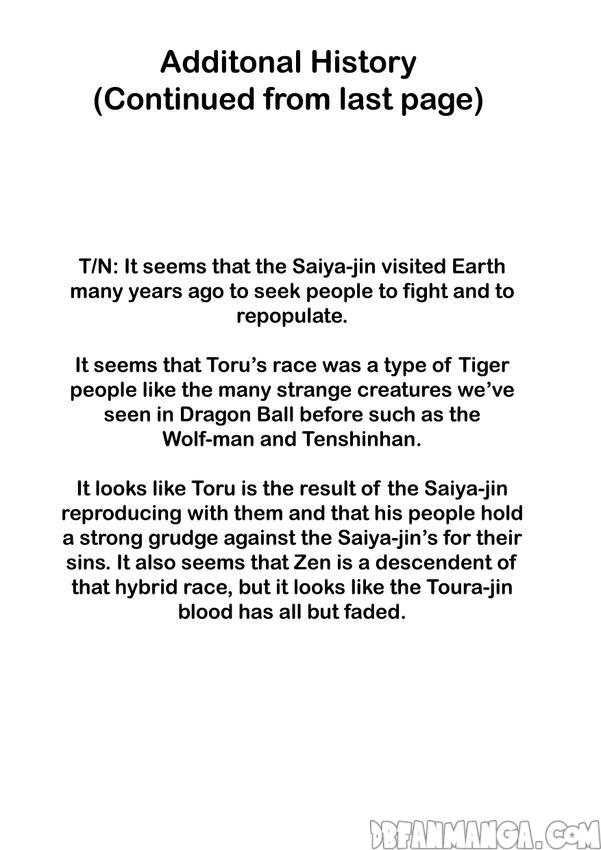 Additonal History
(Continued from last page)
T/N: It seems that the Saiya-jin visited Earth
many years ago to seek people to fight and to
repopulate.
It seems that Toru's race was a type of Tiger
people like the many strange creatures we've
seen in Dragon Ball before such as the
Wolf-man and Tenshinhan.
It looks like Toru is the result of the Saiya-jin
reproducing with them and that his people hold
a strong grudge against the Saiya-jin's for their
sins. It also seems that Zen is a descendent of
that hybrid race, but it looks like the Toura-jin
blood has all but faded.
DBFANMANGA.COM